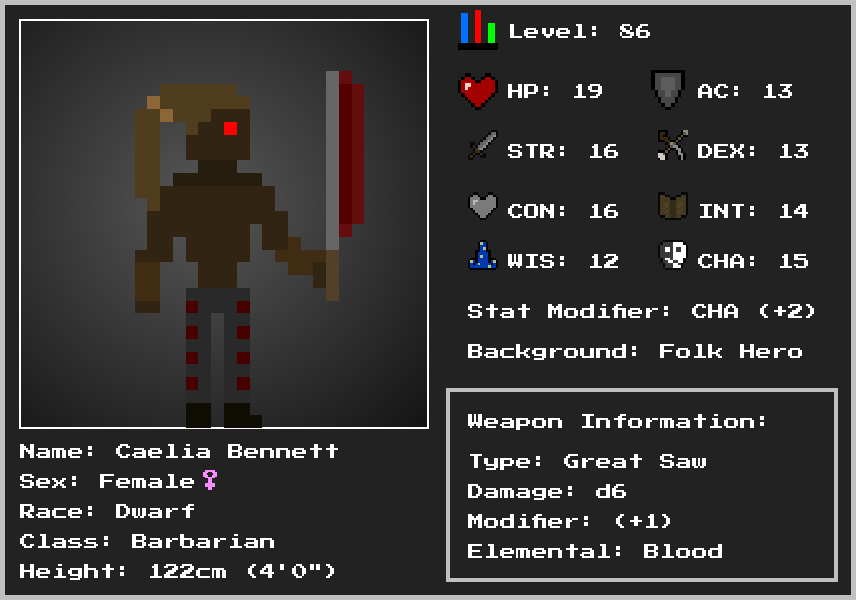 Level: 86
HP: 19 AC: 13
STR: 16 DEX: 13
CON: 16 INT: 14
WIS: 12 CHA: 15
Stat Modifier: CHA (+2)
Background: Folk Hero
Weapon Information:
Type: Great Saw
Damage: d6
Modifier: (+1)
Elemental: Blood
Name: Caelia Bennett
Sex: Female♀
Race: Dwarf
Class: Barbarian
Height: 122cm (4'0")